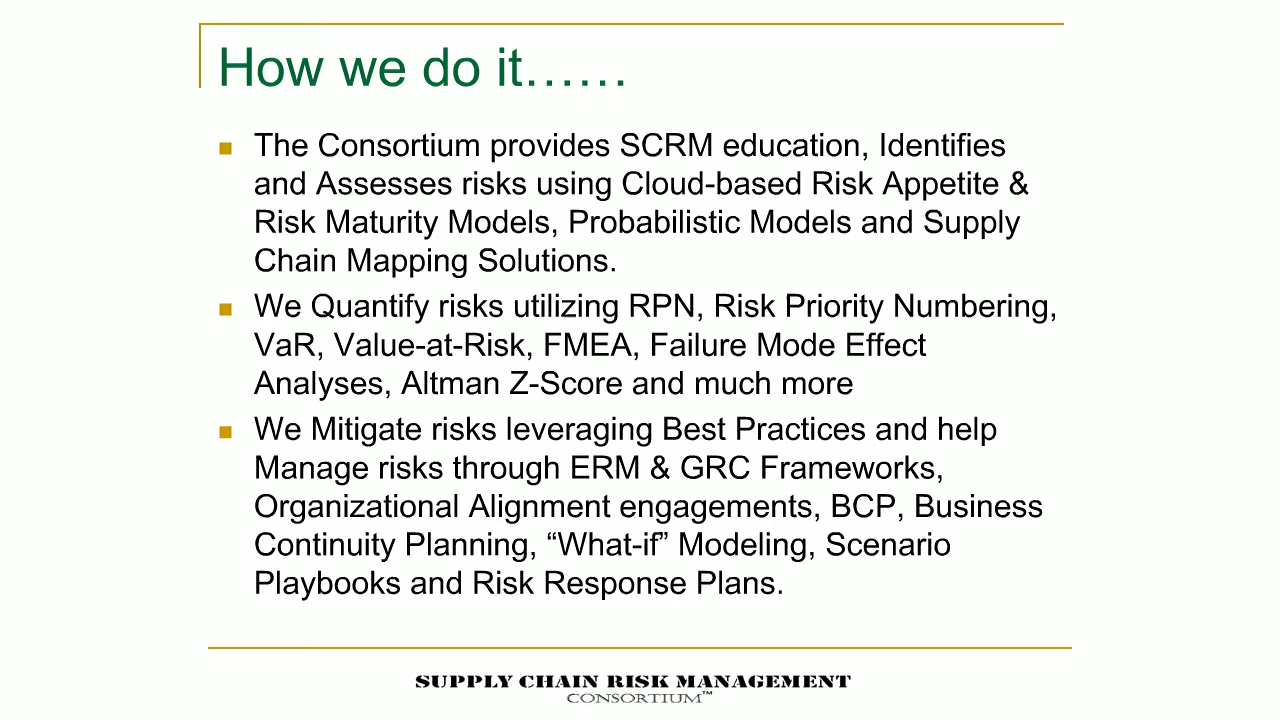 How we do it……
The Consortium provides SCRM education, Identifies
and Assesses risks using Cloud-based Risk Appetite &
Risk Maturity Models, Probabilistic Models and Supply
Chain Mapping Solutions.
We Quantify risks utilizing RPN, Risk Priority Numbering,
VaR, Value-at-Risk, FMEA, Failure Mode Effect
Analyses, Altman Z-Score and much more
We Mitigate risks leveraging Best Practices and help
Manage risks through ERM & GRC Frameworks,
Organizational Alignment engagements, BCP, Business
Continuity Planning, “What-if” Modeling, Scenario
Playbooks and Risk Response Plans.
SUPPLY CHAIN RISK MANAGEMENT
CONSORTIUM™